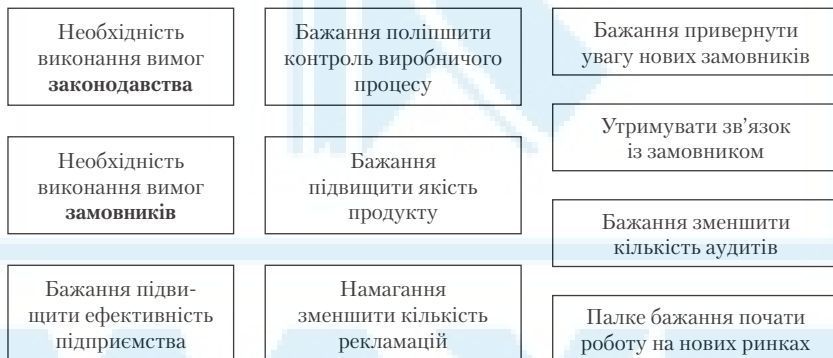 Необхідність
виконання вимог
законодавства
Необхідність
виконання вимог
замовників
Бажання підви-
щити ефективність
підприємства
Бажання поліпшити
контроль виробничого
процесу
Бажання
підвищити якість
продукту
Намагання
зменшити кількість
рекламацій
Бажання привернути
увагу нових замовників
Утримувати зв’язок
із замовником
Бажання зменшити
кількість аудитів
Палке бажання почати
роботу на нових ринках